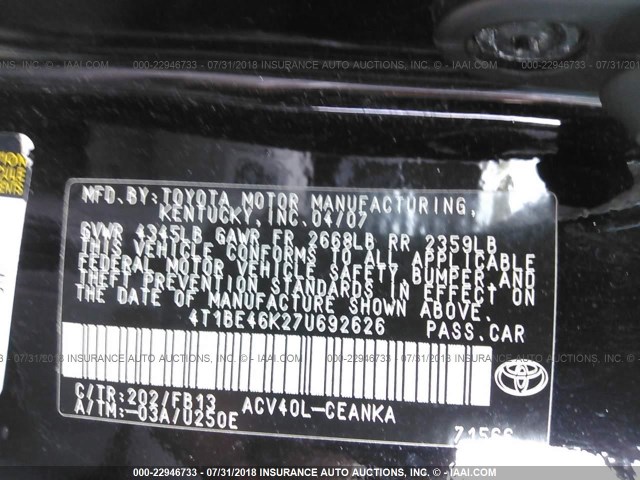 000-22946733 - 07/31/2018 - INSURANCE AUTO AUCTIONS, INC. - © - IAAI.COM
MFD.BY:TOYOTA MOTOR MANUFACTURING,
KENTUCKY,INC.04/07
GVWR 4345LB GAWR FR 2668LB RR 2359LB
THIS VEHICLE CONFORMS TO ALL APPLICABLE
FEDERAL MOTOR VEHICLE SAFETY, BUMPER AND
THEFT PREVENTION STANDARDS IN EFFECT ON
THE DATE OF MANUFACTURE SHOWN ABOVE.
4T1BE46K27U692626 PASS.CAR
C/TR:202/FB13 ACV40L-CEANKA
A/TM:-03A/U250E
TOYOTA
000-22946733 - 07/31/2018 - INSURANCE AUTO AUCTIONS, INC. - © - IAAI.COM